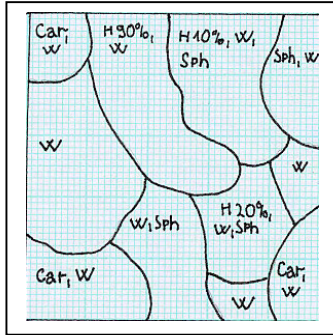 Car,
W
H 90%,
W
H 10%, W,
Sph
Sph, W
W
W
W, Sph
H 20%,
W, Sph
Car, W
W
Car,
W